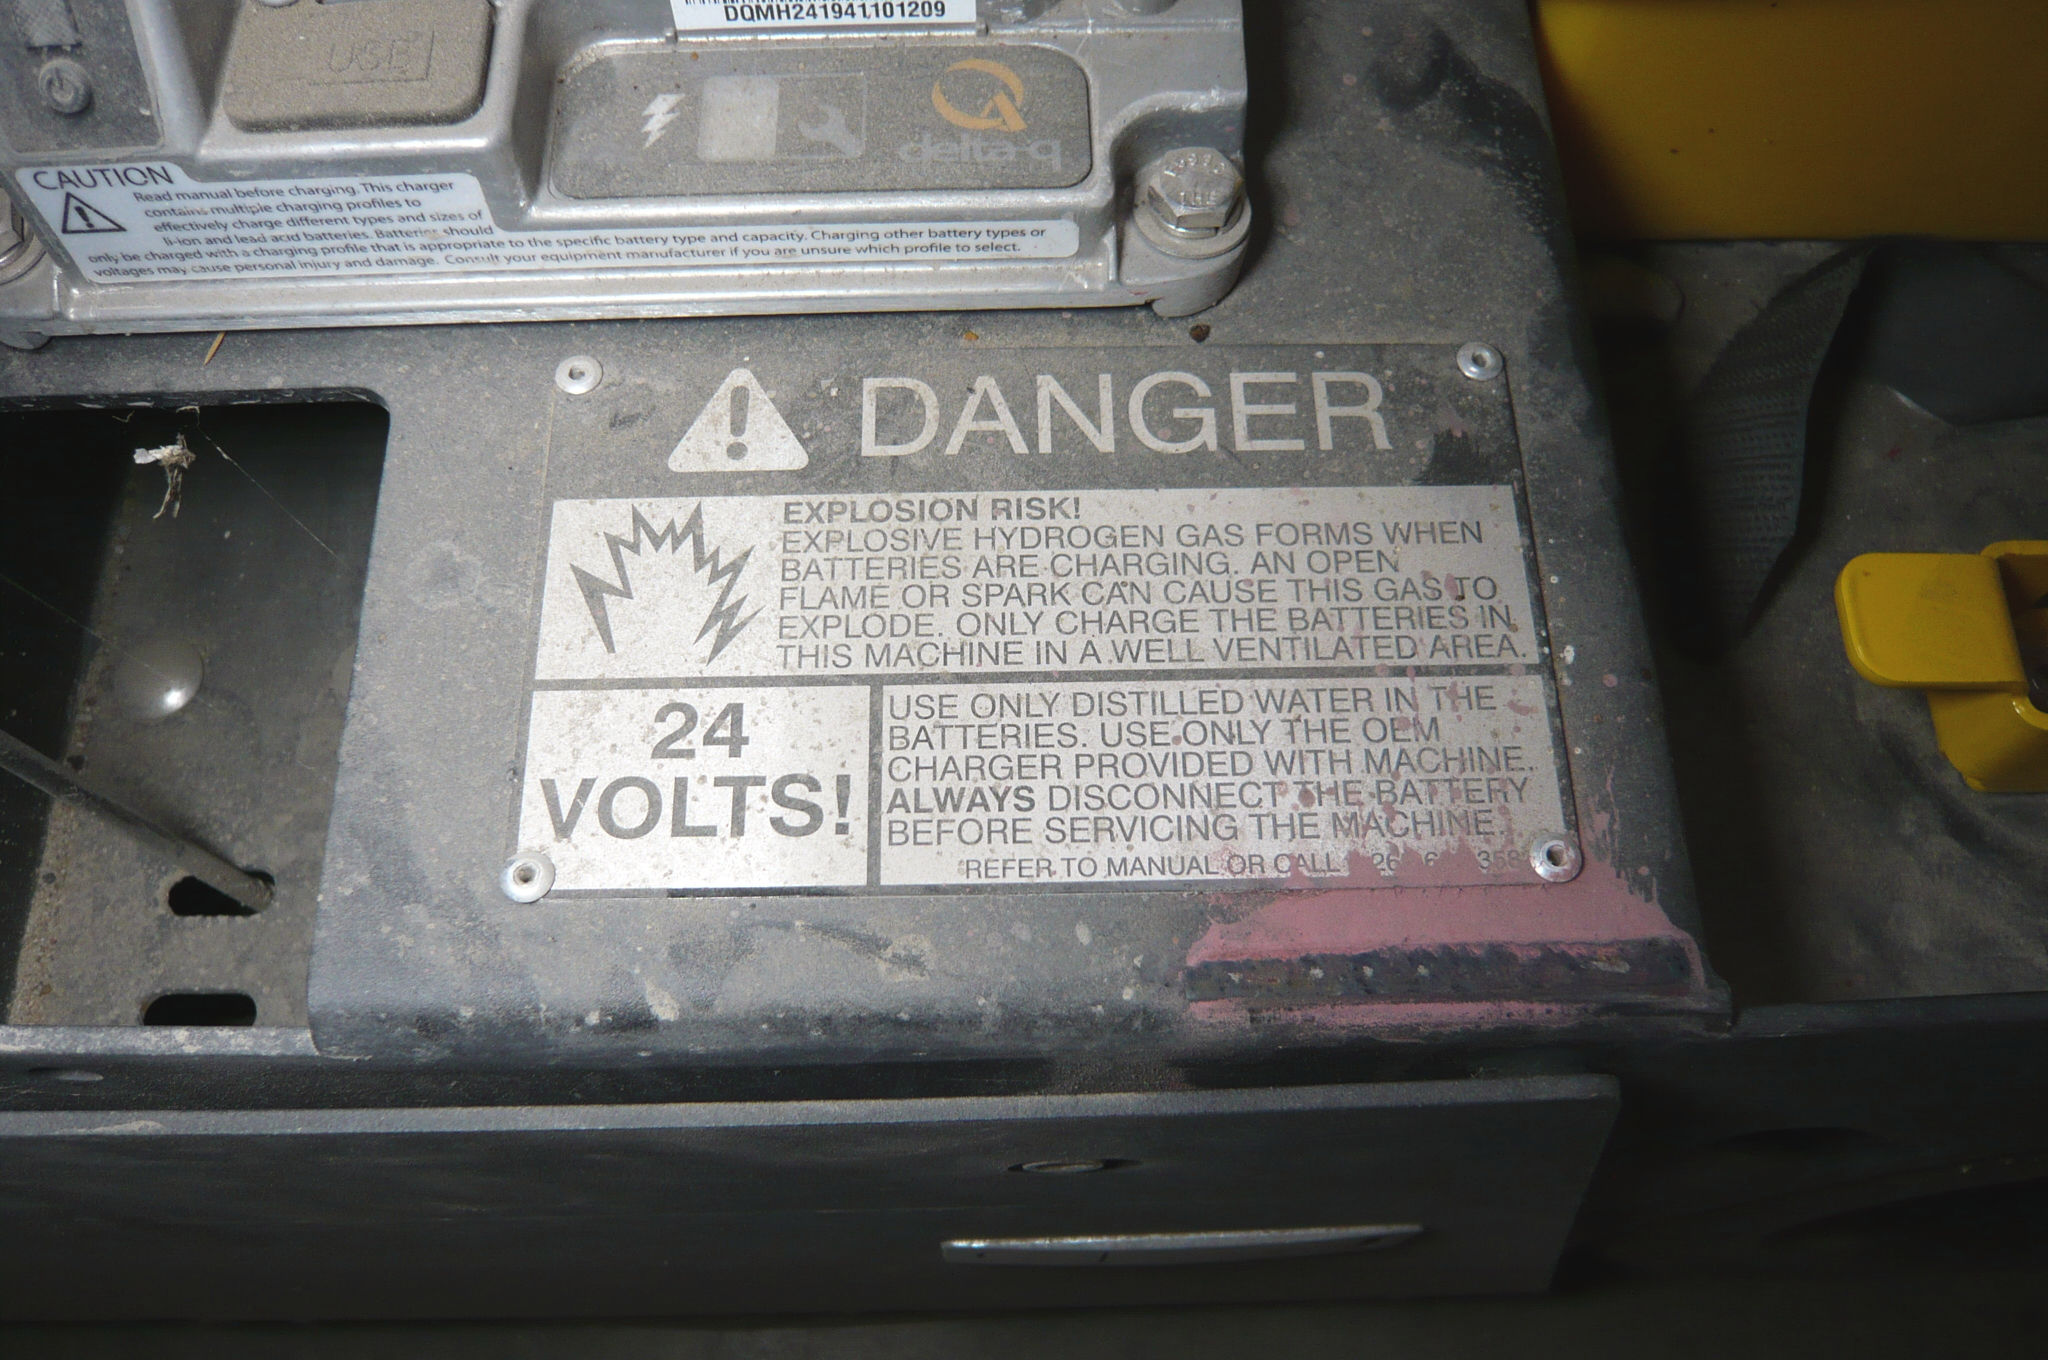 DQMH241941101209
USB
delta-q
CAUTION
Read manual before charging. This charger
contains multiple charging profiles to
effectively charge different types and sizes of
li-ion and lead acid batteries. Batteries should
only be charged with a charging profile that is appropriate to the specific battery type and capacity. Charging other battery types or
voltages may cause personal injury and damage. Consult your equipment manufacturer if you are unsure which profile to select.
THE
DANGER
EXPLOSION RISK!
EXPLOSIVE HYDROGEN GAS FORMS WHEN
BATTERIES ARE CHARGING. AN OPEN
FLAME OR SPARK CAN CAUSE THIS GAS TO
EXPLODE. ONLY CHARGE THE BATTERIES IN
THIS MACHINE IN A WELL VENTILATED AREA.
24
VOLTS!
USE ONLY DISTILLED WATER IN THE
BATTERIES. USE ONLY THE OEM
CHARGER PROVIDED WITH MACHINE.
ALWAYS DISCONNECT THE BATTERY
BEFORE SERVICING THE MACHINE.
REFER TO MANUAL OR CALL